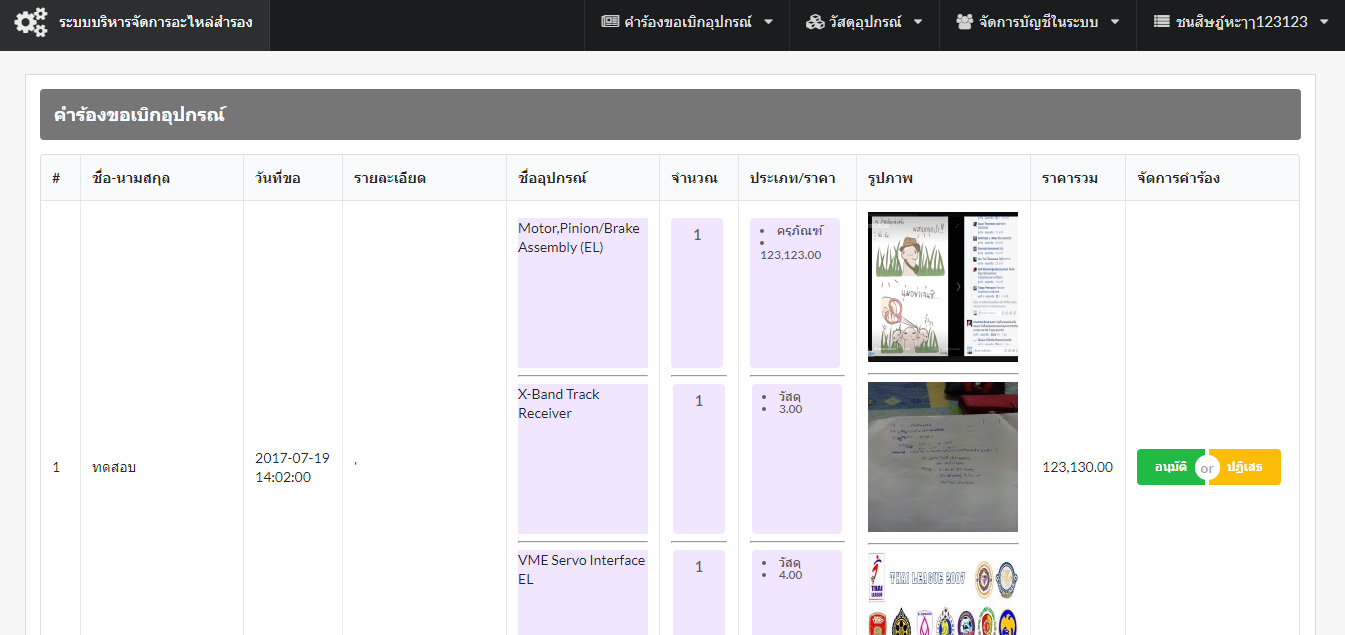 ระบบบริหารจัดการอะไหล่สำรอง
คำร้องขอเบิกอุปกรณ์
วัสดุอุปกรณ์
จัดการบัญชีในระบบ
ชนสิษฎ์หะๅๅ123123
คำร้องขอเบิกอุปกรณ์
# ชื่อ-นามสกุล วันที่ขอ รายละเอียด ชื่ออุปกรณ์ จำนวน ประเภท/ราคา รูปภาพ ราคารวม จัดการคำร้อง
1
ทดสอบ
2017-07-19
14:02:00
Motor,Pinion/Brake
Assembly (EL)
1
ครุภัณฑ์
123,123.00
X-Band Track
Receiver
1
วัสดุ
3.00
VME Servo Interface
EL
1
วัสดุ
4.00
THAI LEAGUE 2007
123,130.00
อนุมัติ or ปฏิเสธ